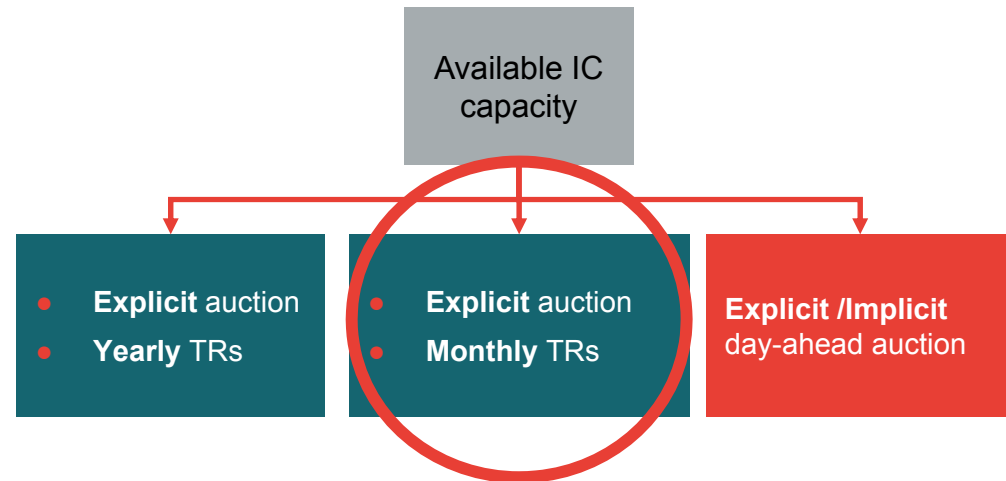 Available IC
capacity
Explicit auction
Yearly TRs
Explicit auction
Monthly TRs
Explicit /Implicit
day-ahead auction